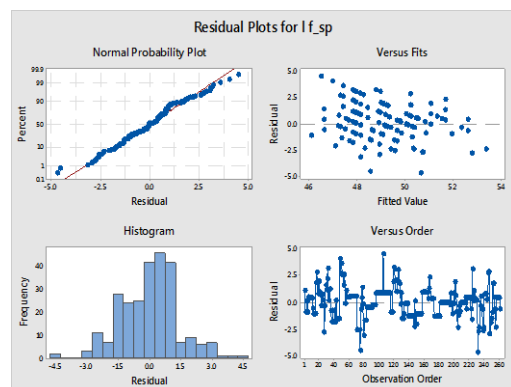 Residual Plots for l f_sp
Normal Probability Plot
99.9
99
90
50
10
1
0.1
Percent
-5.0
-2.5
0.0
2.5
5.0
Residual
Versus Fits
5.0
2.5
0.0
-2.5
-5.0
Residual
46
48
50
52
54
Fitted Value
Histogram
40
30
20
10
0
Frequency
-4.5
-3.0
-1.5
0.0
1.5
3.0
4.5
Residual
Versus Order
5.0
2.5
0.0
-2.5
-5.0
Residual
1 20 40 60 80 100 120 140 160 180 200 220 240 260
Observation Order